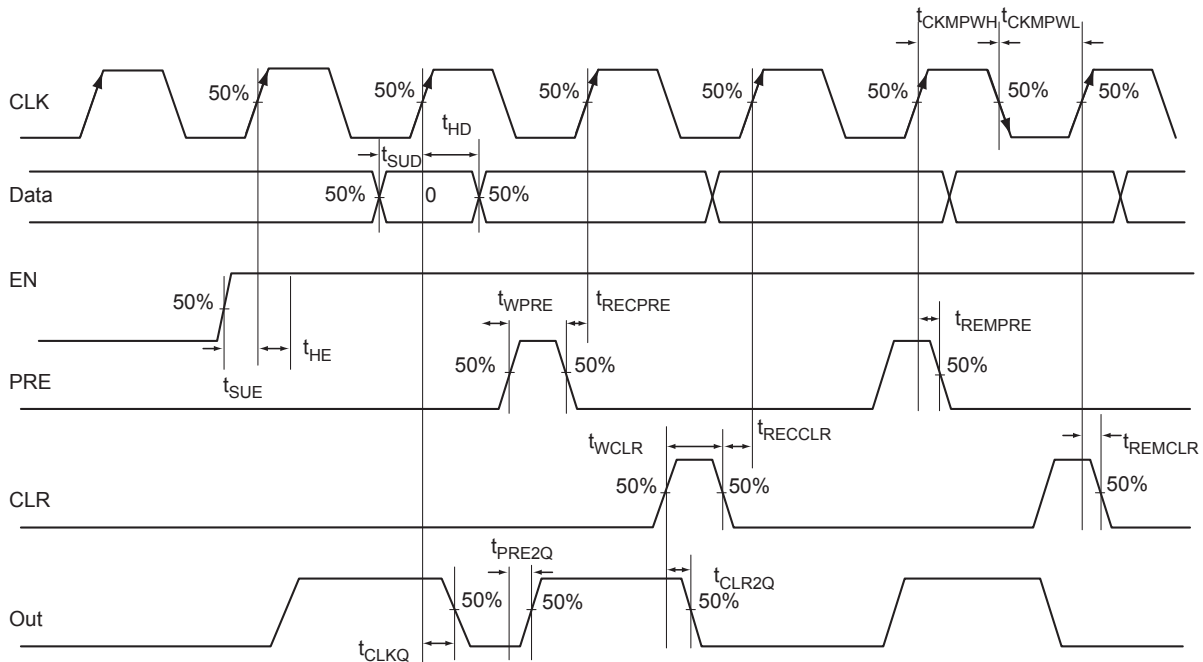 tCKMPWH tCKMPWL
CLK
50% 50% 50% 50% 50% 50% 50%
tHD
tSUD
Data
50% 0 50%
EN
50%
tWPRE tRECPRE
tREMPRE
tHE
tSUE
PRE
50% 50% 50%
tWCLR tRECCLR
tREMCLR
CLR
50% 50% 50%
tPRE2Q
tCLR2Q
Out
50% 50% 50%
tCLKQ